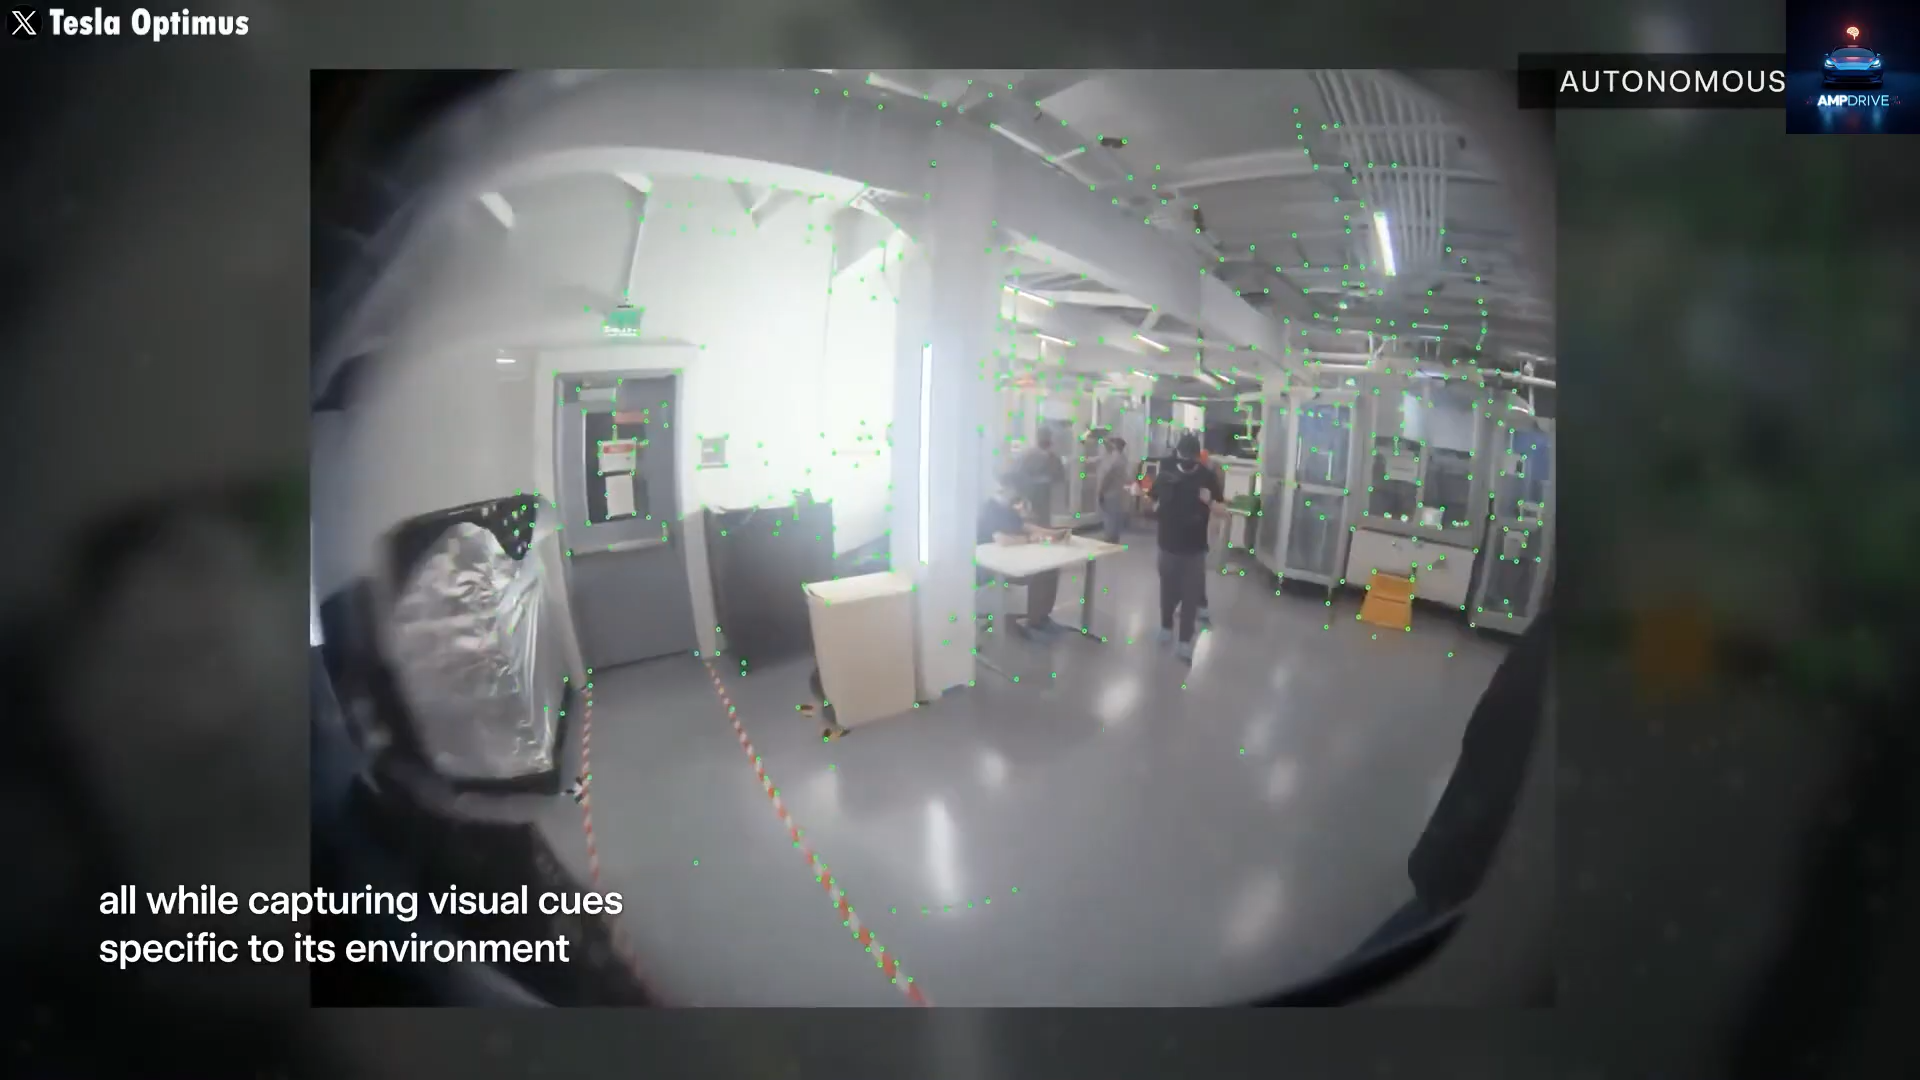 Tesla Optimus
AUTONOMOUS
AMPDRIVE
all while capturing visual cues
specific to its environment